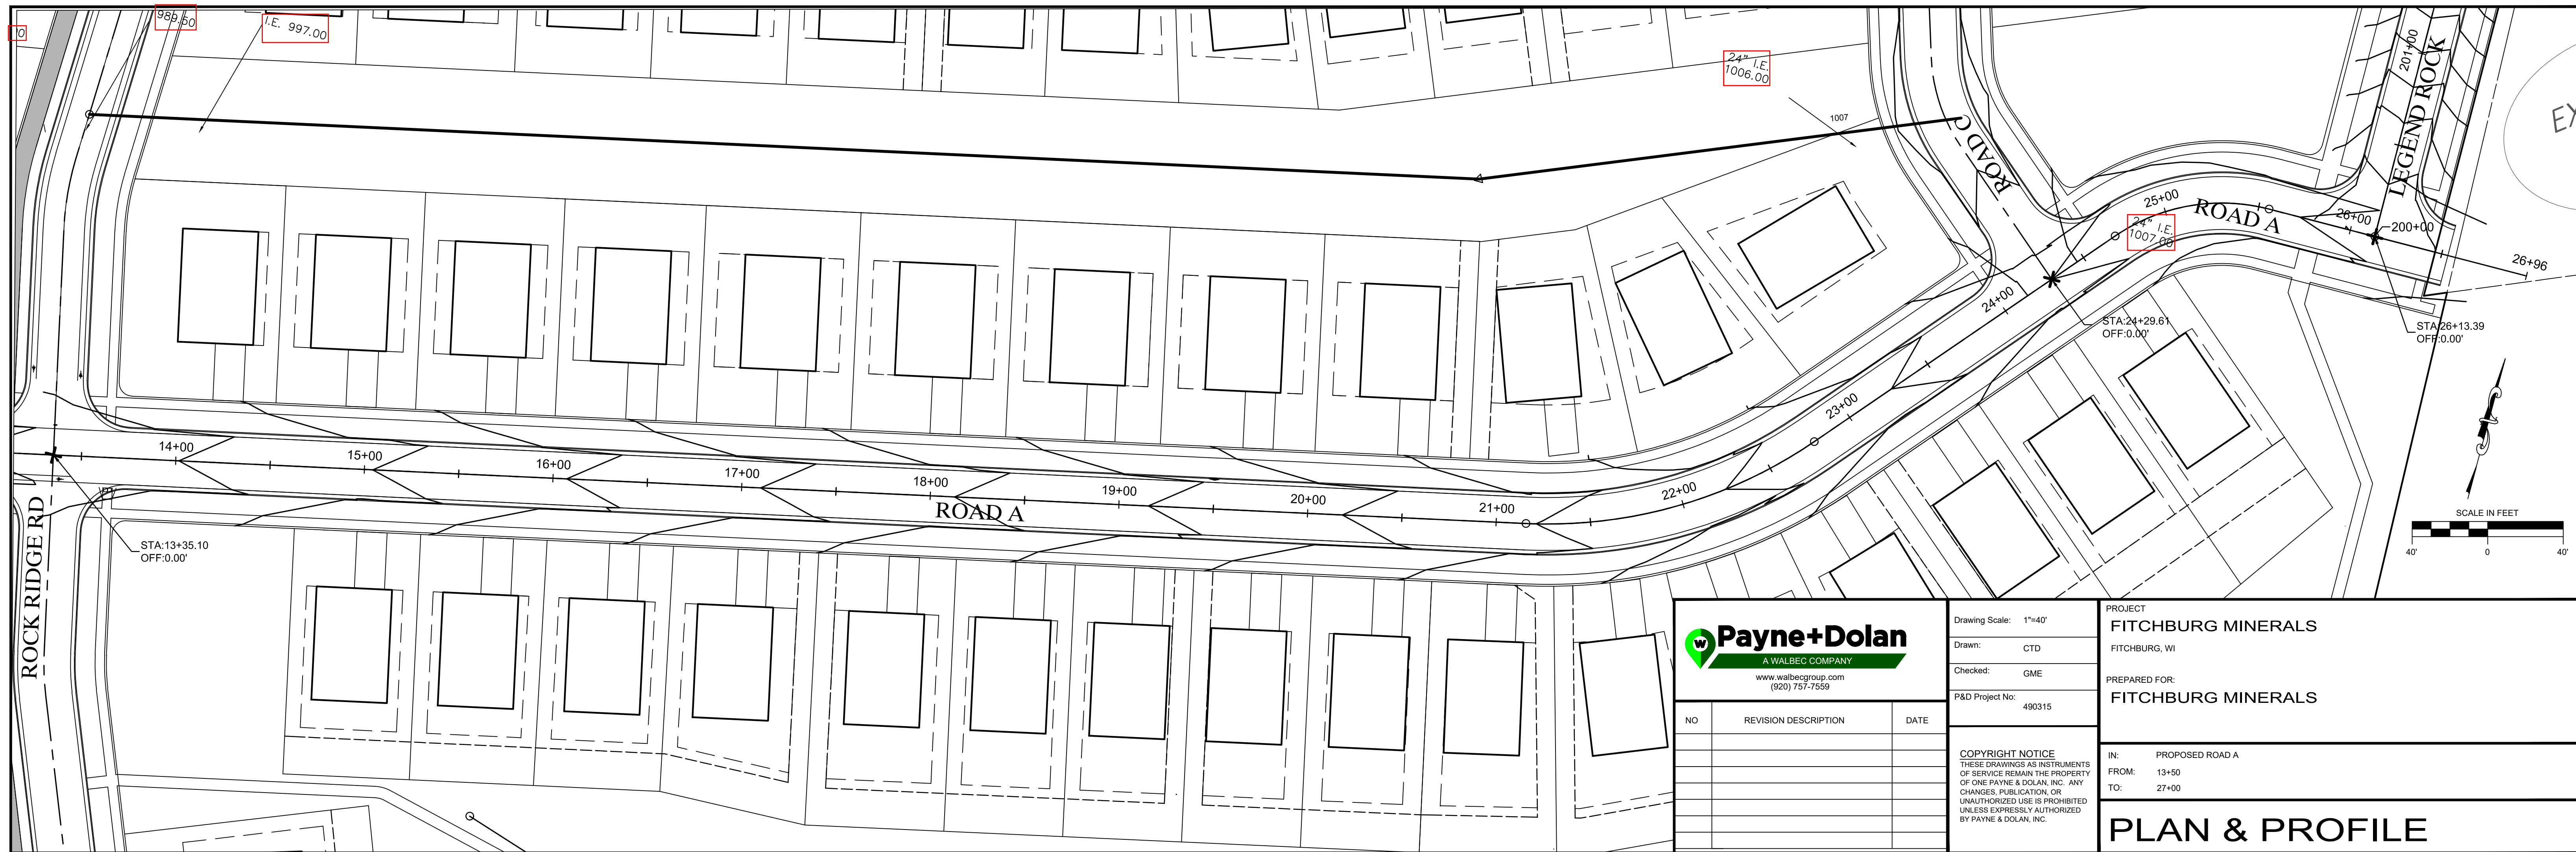 989.50
I.E. 997.00
24" I.E.
1006.00
1007
ROAD C
201+00
LEGEND ROCK
EX
25+00
ROAD A
26+00
24" I.E.
1007.00
200+00
26+96
24+00
STA:24+29.61
OFF:0.00'
STA:26+13.39
OFF:0.00'
23+00
22+00
14+00
15+00
16+00
17+00
18+00
19+00
20+00
21+00
ROAD A
ROCK RIDGE RD
STA:13+35.10
OFF:0.00'
SCALE IN FEET
40'
0
40'
W
Payne+Dolan
A WALBEC COMPANY
www.walbecgroup.com
(920) 757-7559
NO
REVISION DESCRIPTION
DATE
Drawing Scale: 1"=40'
Drawn: CTD
Checked: GME
P&D Project No:
490315
COPYRIGHT NOTICE
THESE DRAWINGS AS INSTRUMENTS
OF SERVICE REMAIN THE PROPERTY
OF ONE PAYNE & DOLAN, INC. ANY
CHANGES, PUBLICATION, OR
UNAUTHORIZED USE IS PROHIBITED
UNLESS EXPRESSLY AUTHORIZED
BY PAYNE & DOLAN, INC.
PROJECT
FITCHBURG MINERALS
FITCHBURG, WI
PREPARED FOR:
FITCHBURG MINERALS
IN: PROPOSED ROAD A
FROM: 13+50
TO: 27+00
PLAN & PROFILE